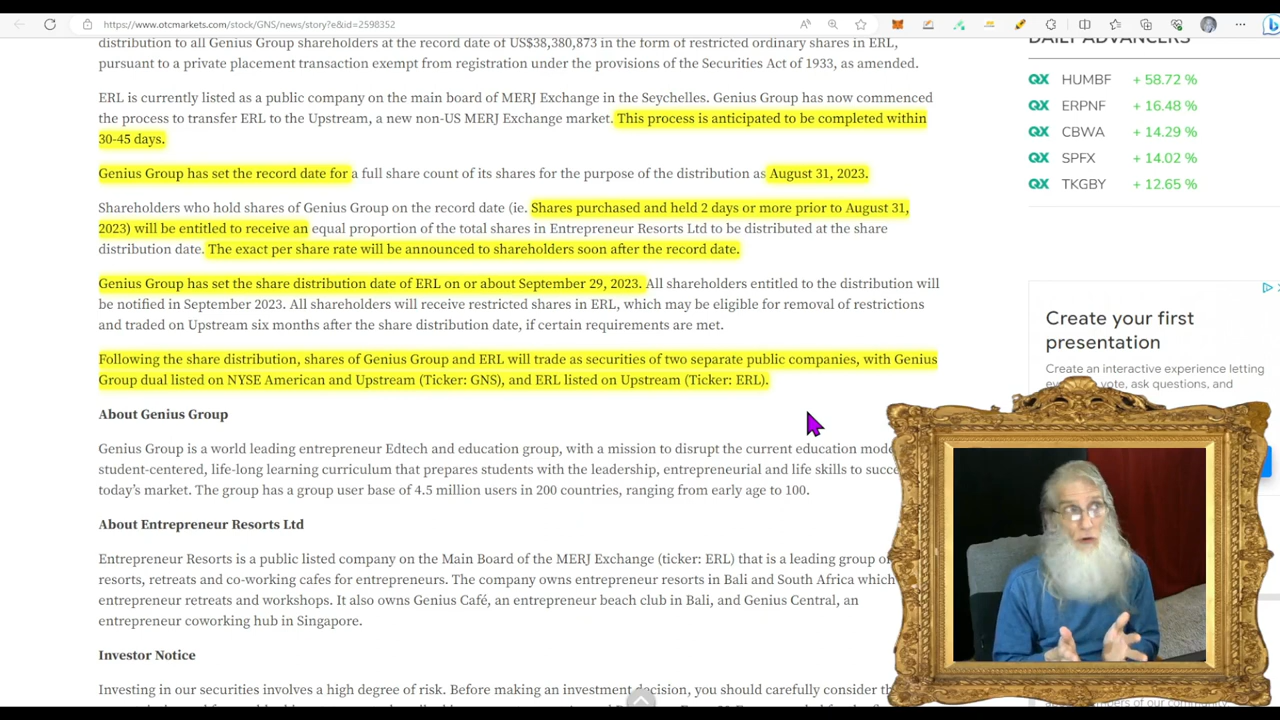 https://www.otcmarkets.com/stock/GNS/news/story?e&id=2598352
distribution to all Genius Group shareholders at the record date of US$38,380,873 in the form of restricted ordinary shares in ERL,
pursuant to a private placement transaction exempt from registration under the provisions of the Securities Act of 1933, as amended.
ERL is currently listed as a public company on the main board of MERJ Exchange in the Seychelles. Genius Group has now commenced
the process to transfer ERL to the Upstream, a new non-US MERJ Exchange market. This process is anticipated to be completed within
30-45 days.
Genius Group has set the record date for a full share count of its shares for the purpose of the distribution as August 31, 2023.
Shareholders who hold shares of Genius Group on the record date (ie. Shares purchased and held 2 days or more prior to August 31,
2023) will be entitled to receive an equal proportion of the total shares in Entrepreneur Resorts Ltd to be distributed at the share
distribution date. The exact per share rate will be announced to shareholders soon after the record date.
Genius Group has set the share distribution date of ERL on or about September 29, 2023. All shareholders entitled to the distribution will
be notified in September 2023. All shareholders will receive restricted shares in ERL, which may be eligible for removal of restrictions
and traded on Upstream six months after the share distribution date, if certain requirements are met.
Following the share distribution, shares of Genius Group and ERL will trade as securities of two separate public companies, with Genius
Group dual listed on NYSE American and Upstream (Ticker: GNS), and ERL listed on Upstream (Ticker: ERL).
About Genius Group
Genius Group is a world leading entrepreneur Edtech and education group, with a mission to disrupt the current education
student-centered, life-long learning curriculum that prepares students with the leadership, entrepreneurial and life skills to
today's market. The group has a group user base of 4.5 million users in 200 countries, ranging from early age to 100.
About Entrepreneur Resorts Ltd
Entrepreneur Resorts is a public listed company on the Main Board of the MERJ Exchange (ticker: ERL) that is a leading group
resorts, retreats and co-working cafes for entrepreneurs. The company owns entrepreneur resorts in Bali and South Africa which
entrepreneur retreats and workshops. It also owns Genius Café, an entrepreneur beach club in Bali, and Genius Central, an
entrepreneur coworking hub in Singapore.
Investor Notice
Investing in our securities involves a high degree of risk. Before making an investment decision, you should carefully consider
DAILY ADVANCERS
QX HUMBF + 58.72 %
QX ERPNF + 16.48 %
QX CBWA + 14.29 %
QX SPFX + 14.02 %
QX TKGBY + 12.65 %
Create your first
presentation
Create an interactive experience letting
vote, ask questions, and